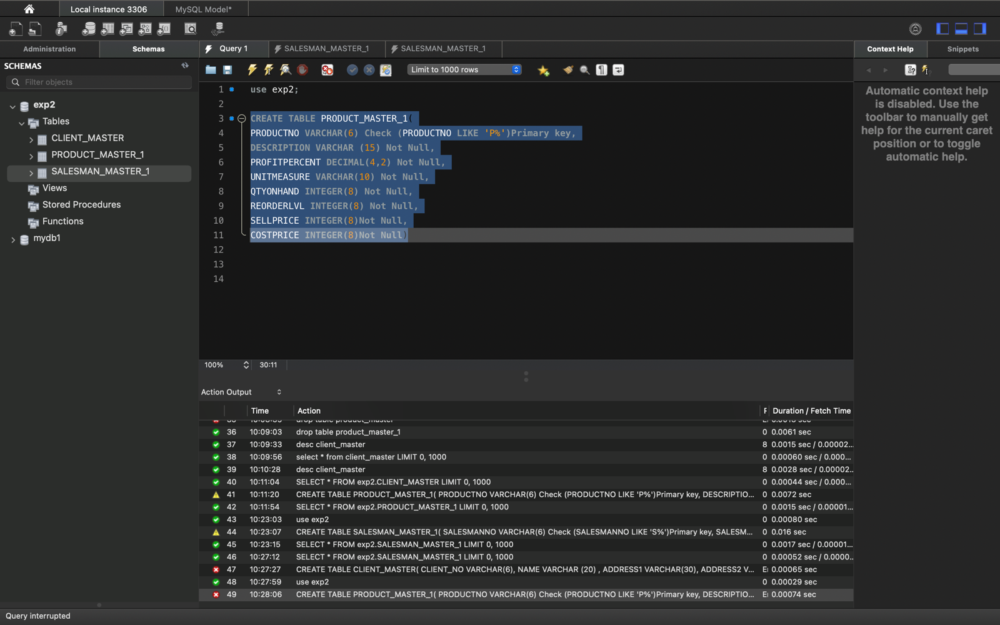 Local instance 3306
MySQL Model*
Administration
Schemas
Query 1
SALESMAN_MASTER_1
SALESMAN_MASTER_1
Context Help
Snippets
SCHEMAS
Filter objects
exp2
Tables
CLIENT_MASTER
PRODUCT_MASTER_1
SALESMAN_MASTER_1
Views
Stored Procedures
Functions
mydb1
Limit to 1000 rows
1 use exp2;
2
3 CREATE TABLE PRODUCT_MASTER_1(
4 PRODUCTNO VARCHAR(6) Check (PRODUCTNO LIKE 'P%')Primary key,
5 DESCRIPTION VARCHAR (15) Not Null,
6 PROFITPERCENT DECIMAL(4,2) Not Null,
7 UNITMEASURE VARCHAR(10) Not Null,
8 QTYONHAND INTEGER(8) Not Null,
9 REORDERLVL INTEGER(8) Not Null,
10 SELLPRICE INTEGER(8)Not Null,
11 COSTPRICE INTEGER(8)Not Null)
12
13
14
Automatic context help
is disabled. Use the
toolbar to manually get
help for the current caret
position or to toggle
automatic help.
100% 30:11
Action Output
Time Action F Duration / Fetch Time
drop table product_master
36 10:09:03 drop table product_master_1 0 0.0061 sec
37 10:09:33 desc client_master 8 0.0015 sec / 0.00002...
38 10:09:56 select * from client_master LIMIT 0, 1000 0 0.00060 sec / 0.000...
39 10:10:28 desc client_master 8 0.0028 sec / 0.00002...
40 10:11:04 SELECT * FROM exp2.CLIENT_MASTER LIMIT 0, 1000 0 0.00044 sec / 0.000...
41 10:11:20 CREATE TABLE PRODUCT_MASTER_1( PRODUCTNO VARCHAR(6) Check (PRODUCTNO LIKE 'P%')Primary key, DESCRIPTIO... 0 0.0072 sec
42 10:11:54 SELECT * FROM exp2.PRODUCT_MASTER_1 LIMIT 0, 1000 0 0.0015 sec / 0.00001...
43 10:23:03 use exp2 0 0.00080 sec
44 10:23:07 CREATE TABLE SALESMAN_MASTER_1( SALESMANNO VARCHAR(6) Check (SALESMANNO LIKE 'S%')Primary key, SALESM... 0 0.016 sec
45 10:23:15 SELECT * FROM exp2.SALESMAN_MASTER_1 LIMIT 0, 1000 0 0.0017 sec / 0.00001...
46 10:27:12 SELECT * FROM exp2.SALESMAN_MASTER_1 LIMIT 0, 1000 0 0.00052 sec / 0.0000...
47 10:27:27 CREATE TABLE CLIENT_MASTER( CLIENT_NO VARCHAR(6), NAME VARCHAR (20) , ADDRESS1 VARCHAR(30), ADDRESS2 V... E 0.00065 sec
48 10:27:59 use exp2 0 0.00029 sec
49 10:28:06 CREATE TABLE PRODUCT_MASTER_1( PRODUCTNO VARCHAR(6) Check (PRODUCTNO LIKE 'P%')Primary key, DESCRIPTIO... E 0.00074 sec
Query interrupted